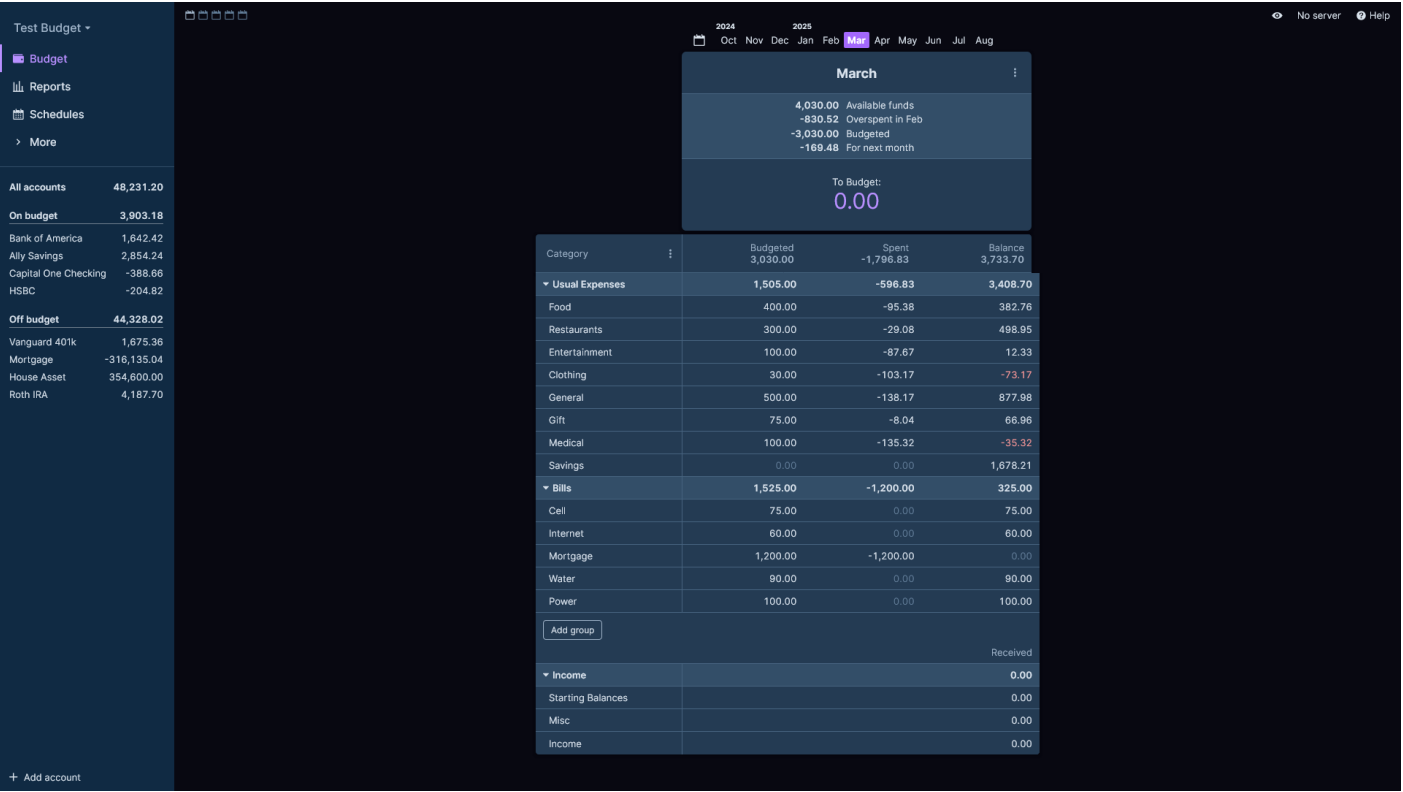 Test Budget
Budget
Reports
Schedules
More
All accounts 48,231.20
On budget 3,903.18
Bank of America 1,642.42
Ally Savings 2,854.24
Capital One Checking -388.66
HSBC -204.82
Off budget 44,328.02
Vanguard 401k 1,675.36
Mortgage -316,135.04
House Asset 354,600.00
Roth IRA 4,187.70
+ Add account
No server Help
2024 2025
Oct Nov Dec Jan Feb Mar Apr May Jun Jul Aug
March
4,030.00 Available funds
-830.52 Overspent in Feb
-3,030.00 Budgeted
-169.48 For next month
To Budget:
0.00
Category Budgeted 3,030.00 Spent -1,796.83 Balance 3,733.70
Usual Expenses 1,505.00 -596.83 3,408.70
Food 400.00 -95.38 382.76
Restaurants 300.00 -29.08 498.95
Entertainment 100.00 -87.67 12.33
Clothing 30.00 -103.17 -73.17
General 500.00 -138.17 877.98
Gift 75.00 -8.04 66.96
Medical 100.00 -135.32 -35.32
Savings 0.00 0.00 1,678.21
Bills 1,525.00 -1,200.00 325.00
Cell 75.00 0.00 75.00
Internet 60.00 0.00 60.00
Mortgage 1,200.00 -1,200.00 0.00
Water 90.00 0.00 90.00
Power 100.00 0.00 100.00
Add group
Received
Income 0.00
Starting Balances 0.00
Misc 0.00
Income 0.00